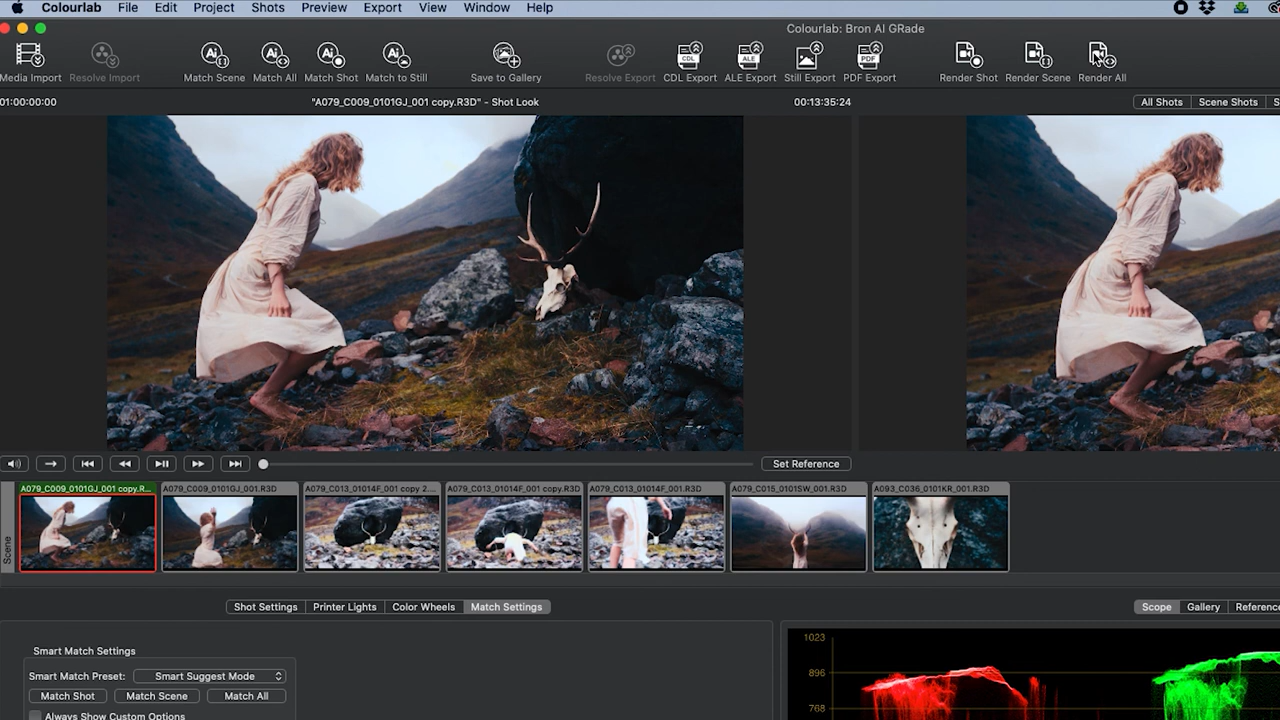 Colourlab File Edit Project Shots Preview Export View Window Help
Colourlab: Bron AI GRade
Media Import Resolve Import Match Scene Match All Match Shot Match to Still Save to Gallery Resolve Export CDL Export ALE Export Still Export PDF Export Render Shot Render Scene Render All
01:00:00:00 "A079_C009_0101GJ_001 copy.R3D" - Shot Look 00:13:35:24 All Shots Scene Shots
Set Reference
A079_C009_0101GJ_001 copy.R... A079_C009_0101GJ_001.R3D A079_C013_01014F_001 copy 2.... A079_C013_01014F_001 copy.R3D A079_C013_01014F_001.R3D A079_C015_0101SW_001.R3D A093_C036_0101KR_001.R3D
Scene
Shot Settings Printer Lights Color Wheels Match Settings Scope Gallery Reference
Smart Match Settings
Smart Match Preset: Smart Suggest Mode
Match Shot Match Scene Match All
Always Show Custom Options
1023
896
768